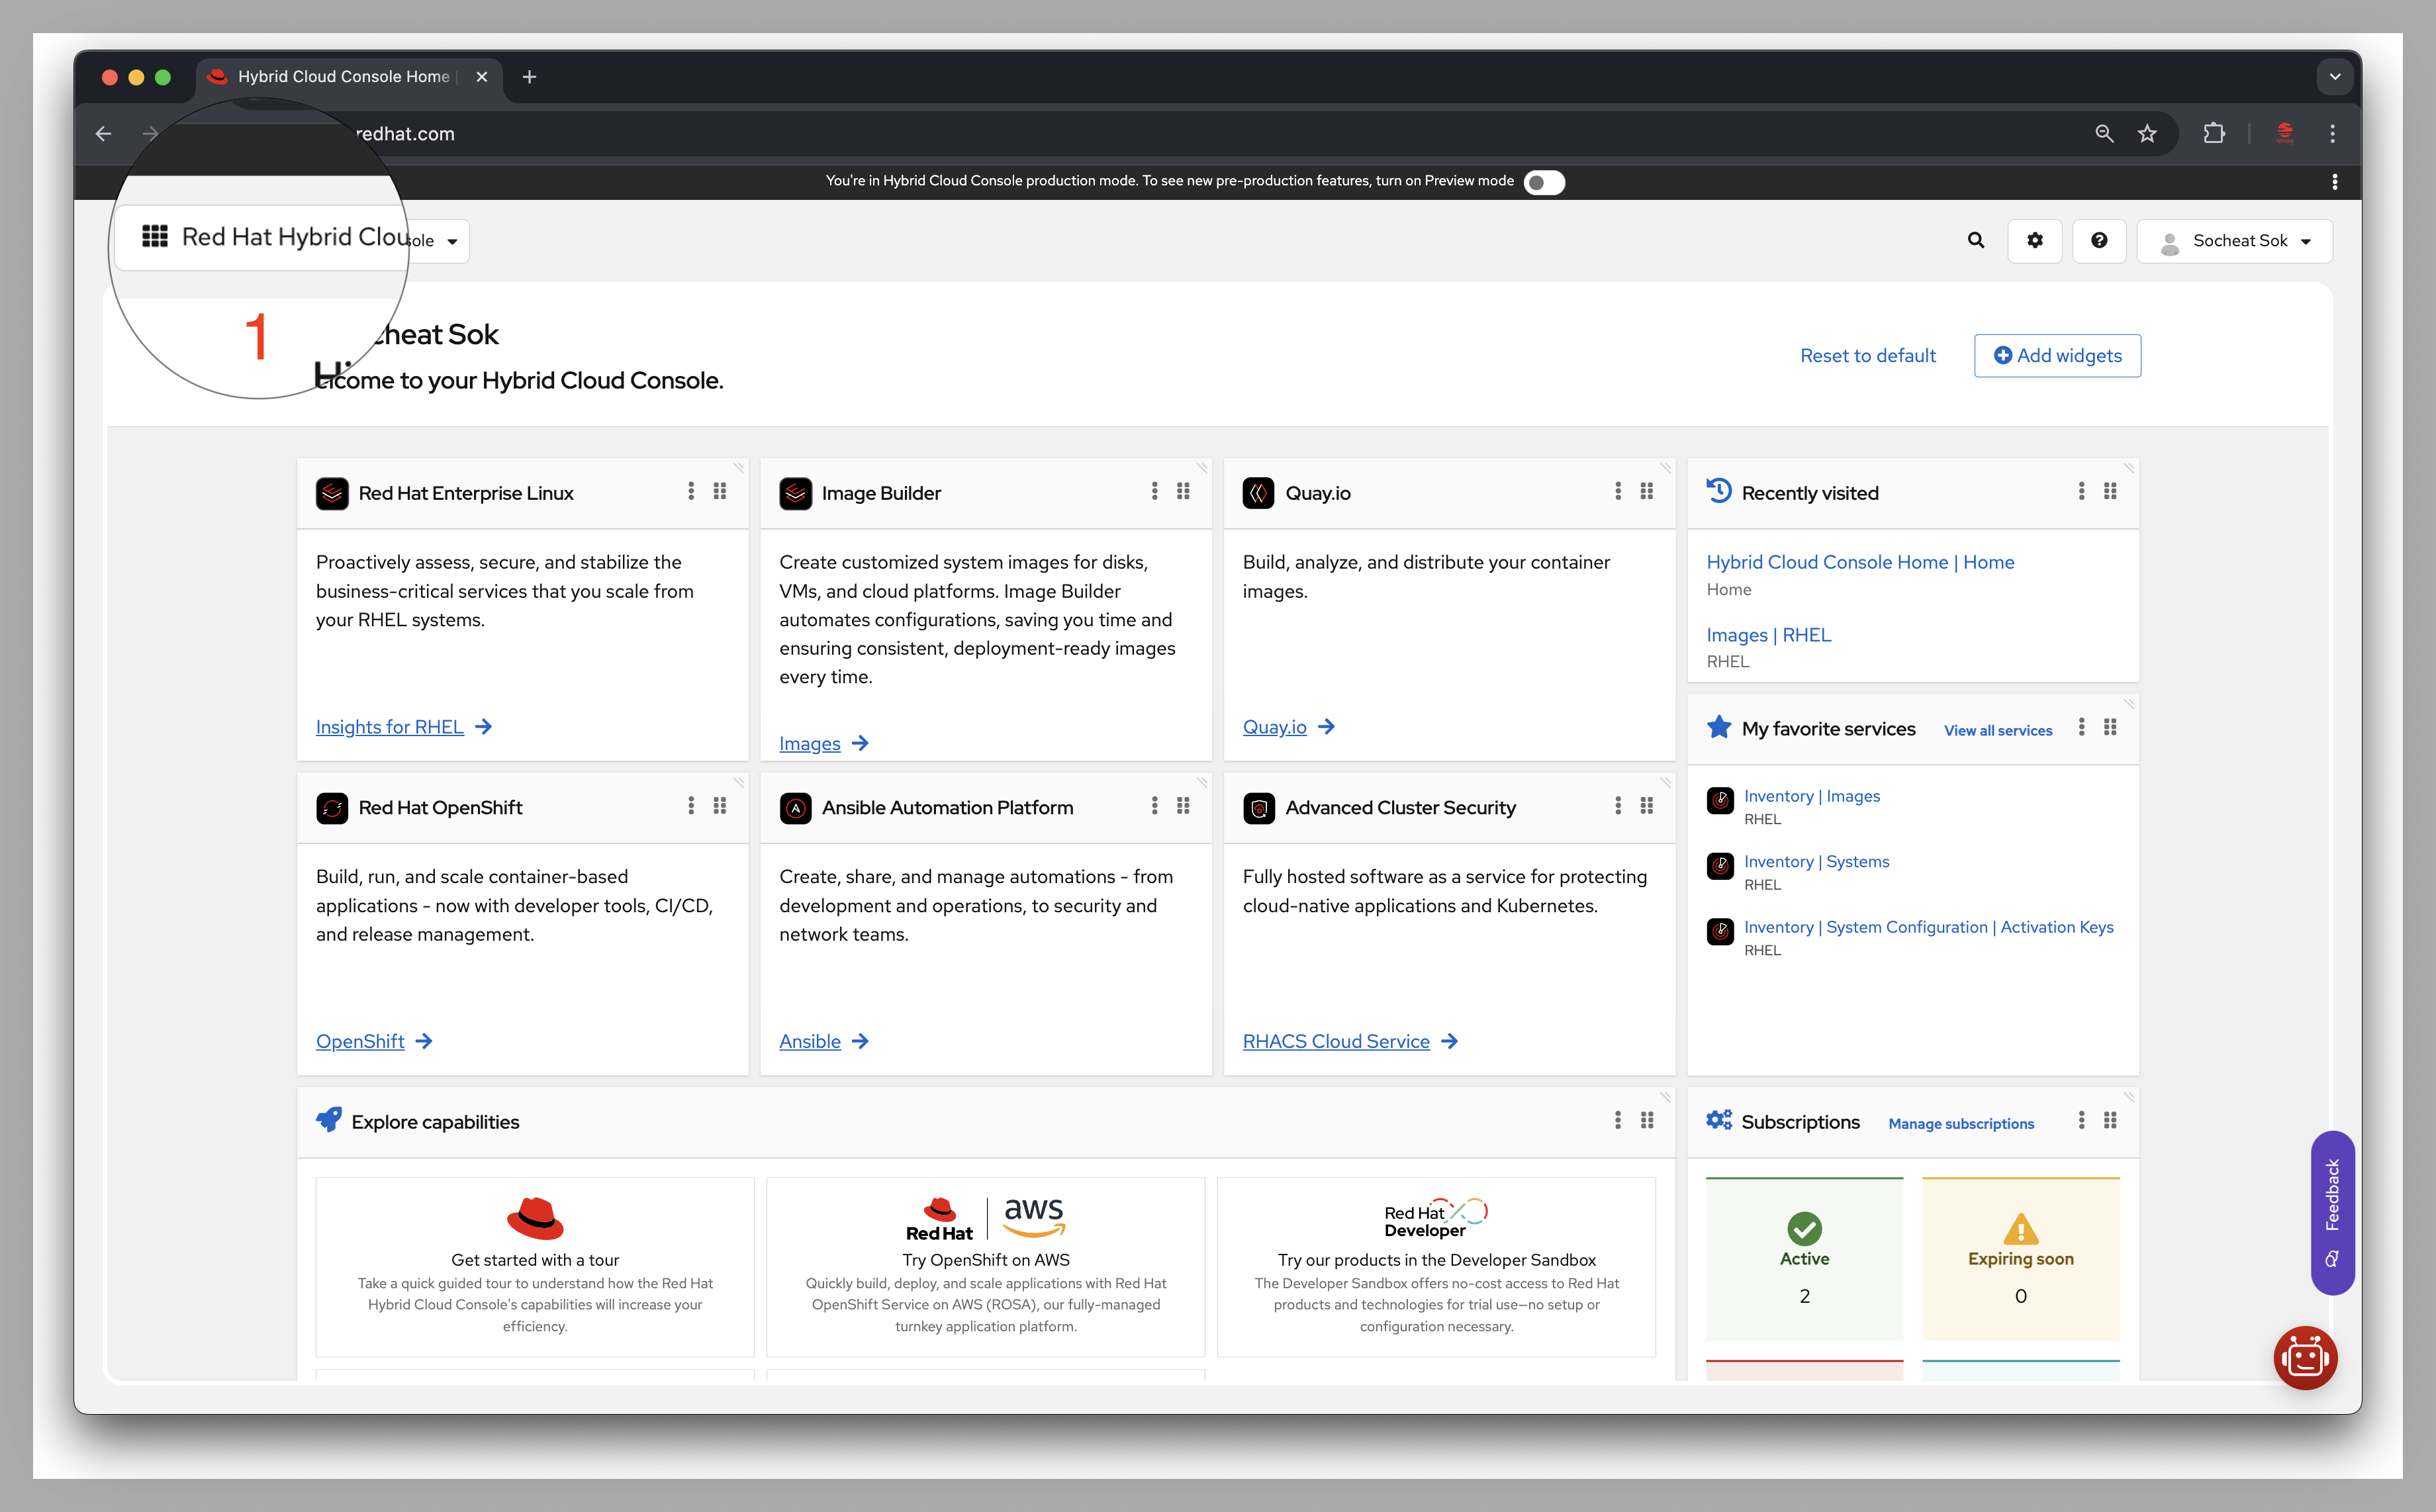 Hybrid Cloud Console Home
redhat.com
You're in Hybrid Cloud Console production mode. To see new pre-production features, turn on Preview mode
Red Hat Hybrid Clou
sole
Socheat Sok
1
cheat Sok
Hi
elcome to your Hybrid Cloud Console.
Reset to default
Add widgets
Red Hat Enterprise Linux
Proactively assess, secure, and stabilize the
business-critical services that you scale from
your RHEL systems.
Insights for RHEL
Image Builder
Create customized system images for disks,
VMs, and cloud platforms. Image Builder
automates configurations, saving you time and
ensuring consistent, deployment-ready images
every time.
Images
Quay.io
Build, analyze, and distribute your container
images.
Quay.io
Recently visited
Hybrid Cloud Console Home | Home
Home
Images | RHEL
RHEL
My favorite services
View all services
Inventory | Images
RHEL
Inventory | Systems
RHEL
Inventory | System Configuration | Activation Keys
RHEL
Red Hat OpenShift
Build, run, and scale container-based
applications - now with developer tools, CI/CD,
and release management.
OpenShift
Ansible Automation Platform
Create, share, and manage automations - from
development and operations, to security and
network teams.
Ansible
Advanced Cluster Security
Fully hosted software as a service for protecting
cloud-native applications and Kubernetes.
RHACS Cloud Service
Explore capabilities
Get started with a tour
Take a quick guided tour to understand how the Red Hat
Hybrid Cloud Console's capabilities will increase your
efficiency.
Red Hat
aws
Try OpenShift on AWS
Quickly build, deploy, and scale applications with Red Hat
OpenShift Service on AWS (ROSA), our fully-managed
turnkey application platform.
Red Hat
Developer
Try our products in the Developer Sandbox
The Developer Sandbox offers no-cost access to Red Hat
products and technologies for trial use—no setup or
configuration necessary.
Subscriptions
Manage subscriptions
Active
2
Expiring soon
0
Feedback